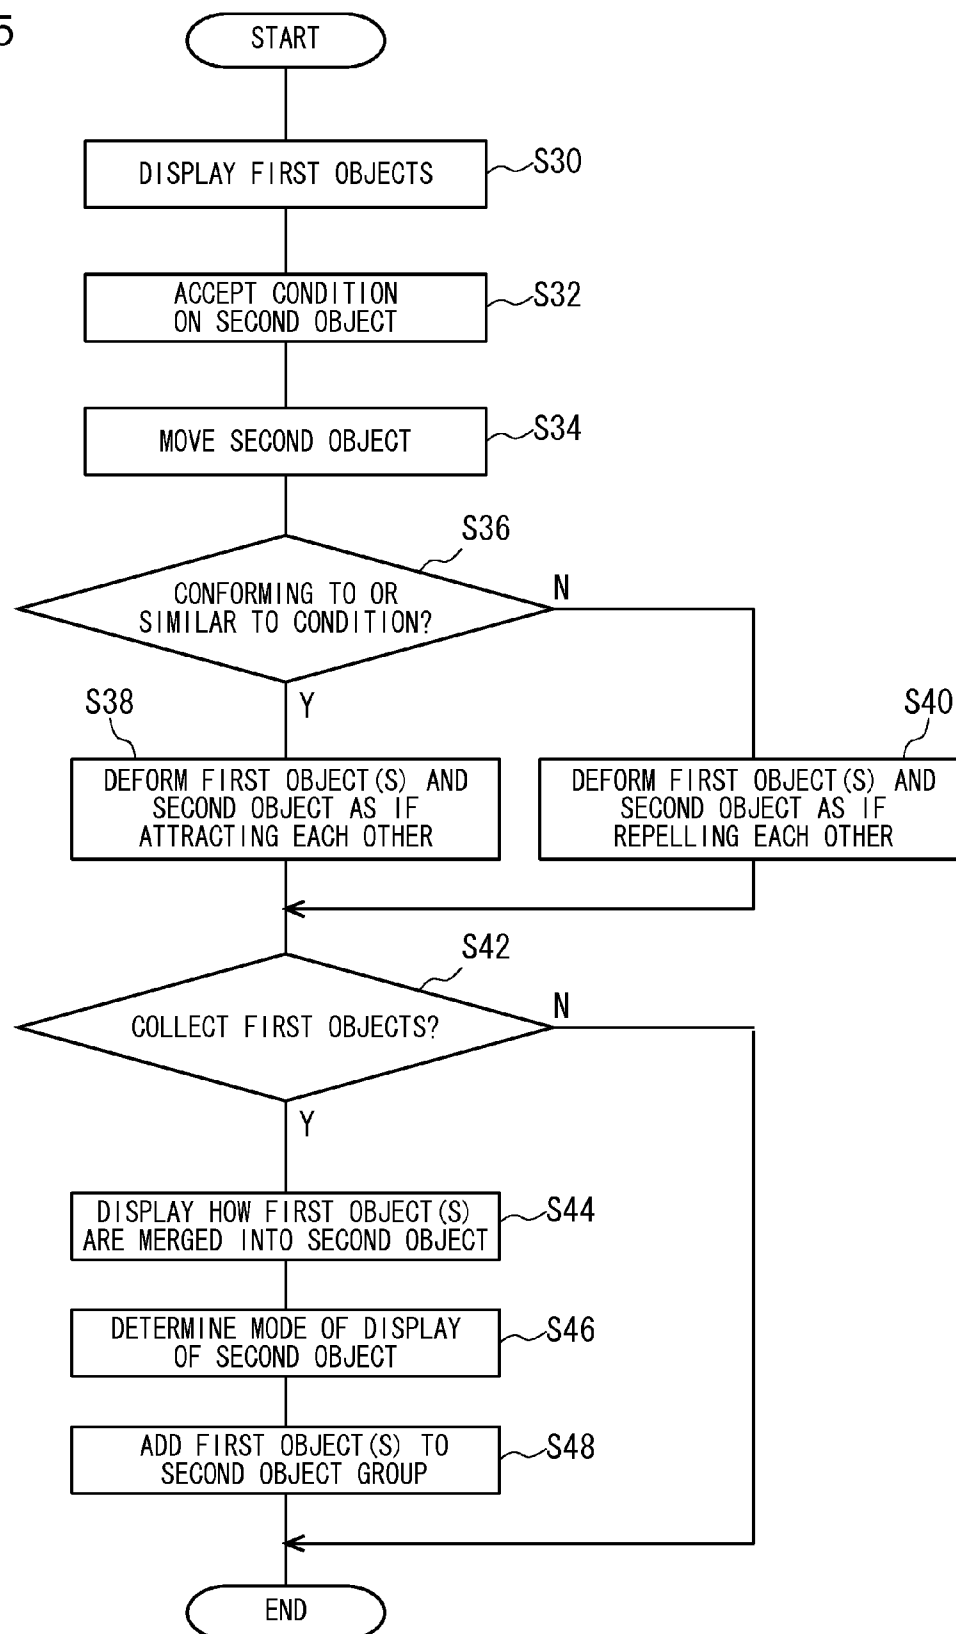 5
START
DISPLAY FIRST OBJECTS
S30
ACCEPT CONDITION
ON SECOND OBJECT
S32
MOVE SECOND OBJECT
S34
S36
CONFORMING TO OR
SIMILAR TO CONDITION?
N
Y
S38
S40
DEFORM FIRST OBJECT(S) AND
SECOND OBJECT AS IF
ATTRACTING EACH OTHER
DEFORM FIRST OBJECT(S) AND
SECOND OBJECT AS IF
REPELLING EACH OTHER
S42
COLLECT FIRST OBJECTS?
N
Y
DISPLAY HOW FIRST OBJECT(S)
ARE MERGED INTO SECOND OBJECT
S44
DETERMINE MODE OF DISPLAY
OF SECOND OBJECT
S46
ADD FIRST OBJECT(S) TO
SECOND OBJECT GROUP
S48
END